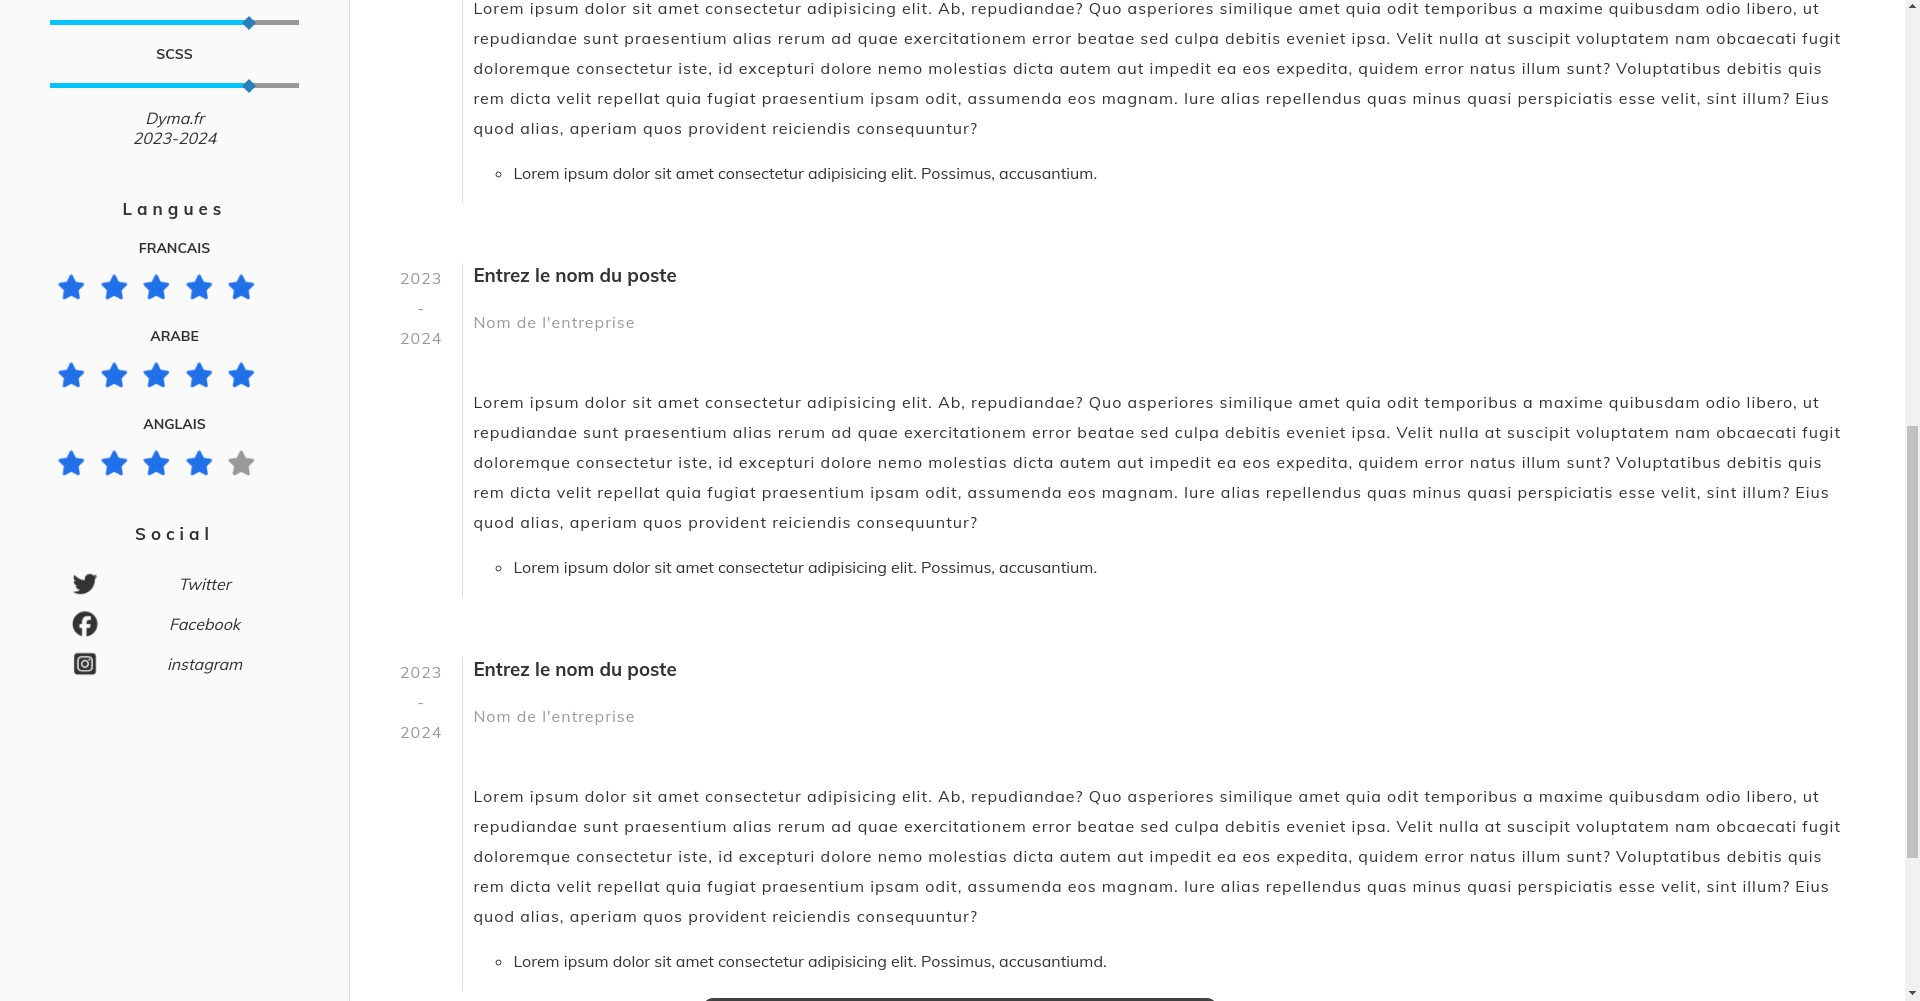 SCSS
Dyma.fr
2023-2024
Langues
FRANCAIS
ARABE
ANGLAIS
Social
Twitter
Facebook
instagram
Lorem ipsum dolor sit amet consectetur adipisicing elit. Ab, repudiandae? Quo asperiores similique amet quia odit temporibus a maxime quibusdam odio libero, ut
repudiandae sunt praesentium alias rerum ad quae exercitationem error beatae sed culpa debitis eveniet ipsa. Velit nulla at suscipit voluptatem nam obcaecati fugit
doloremque consectetur iste, id excepturi dolore nemo molestias dicta autem aut impedit ea eos expedita, quidem error natus illum sunt? Voluptatibus debitis quis
rem dicta velit repellat quia fugiat praesentium ipsam odit, assumenda eos magnam. Iure alias repellendus quas minus quasi perspiciatis esse velit, sint illum? Eius
quod alias, aperiam quos provident reiciendis consequuntur?
Lorem ipsum dolor sit amet consectetur adipisicing elit. Possimus, accusantium.
2023
-
2024
Entrez le nom du poste
Nom de l'entreprise
Lorem ipsum dolor sit amet consectetur adipisicing elit. Ab, repudiandae? Quo asperiores similique amet quia odit temporibus a maxime quibusdam odio libero, ut
repudiandae sunt praesentium alias rerum ad quae exercitationem error beatae sed culpa debitis eveniet ipsa. Velit nulla at suscipit voluptatem nam obcaecati fugit
doloremque consectetur iste, id excepturi dolore nemo molestias dicta autem aut impedit ea eos expedita, quidem error natus illum sunt? Voluptatibus debitis quis
rem dicta velit repellat quia fugiat praesentium ipsam odit, assumenda eos magnam. Iure alias repellendus quas minus quasi perspiciatis esse velit, sint illum? Eius
quod alias, aperiam quos provident reiciendis consequuntur?
Lorem ipsum dolor sit amet consectetur adipisicing elit. Possimus, accusantium.
2023
-
2024
Entrez le nom du poste
Nom de l'entreprise
Lorem ipsum dolor sit amet consectetur adipisicing elit. Ab, repudiandae? Quo asperiores similique amet quia odit temporibus a maxime quibusdam odio libero, ut
repudiandae sunt praesentium alias rerum ad quae exercitationem error beatae sed culpa debitis eveniet ipsa. Velit nulla at suscipit voluptatem nam obcaecati fugit
doloremque consectetur iste, id excepturi dolore nemo molestias dicta autem aut impedit ea eos expedita, quidem error natus illum sunt? Voluptatibus debitis quis
rem dicta velit repellat quia fugiat praesentium ipsam odit, assumenda eos magnam. Iure alias repellendus quas minus quasi perspiciatis esse velit, sint illum? Eius
quod alias, aperiam quos provident reiciendis consequuntur?
Lorem ipsum dolor sit amet consectetur adipisicing elit. Possimus, accusantiumd.